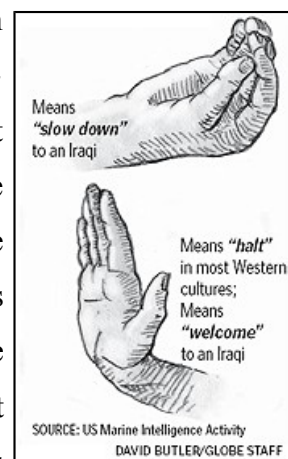 Means
"slow down"
to an Iraqi
Means "halt"
in most Western
cultures;
Means
"welcome"
to an Iraqi
SOURCE: US Marine Intelligence Activity
DAVID BUTLER/GLOBE STAFF